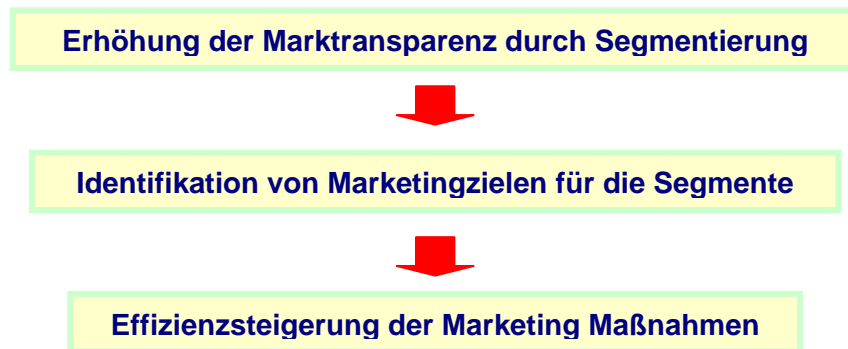 Erhöhung der Marktransparenz durch Segmentierung
Identifikation von Marketingzielen für die Segmente
Effizienzsteigerung der Marketing Maßnahmen